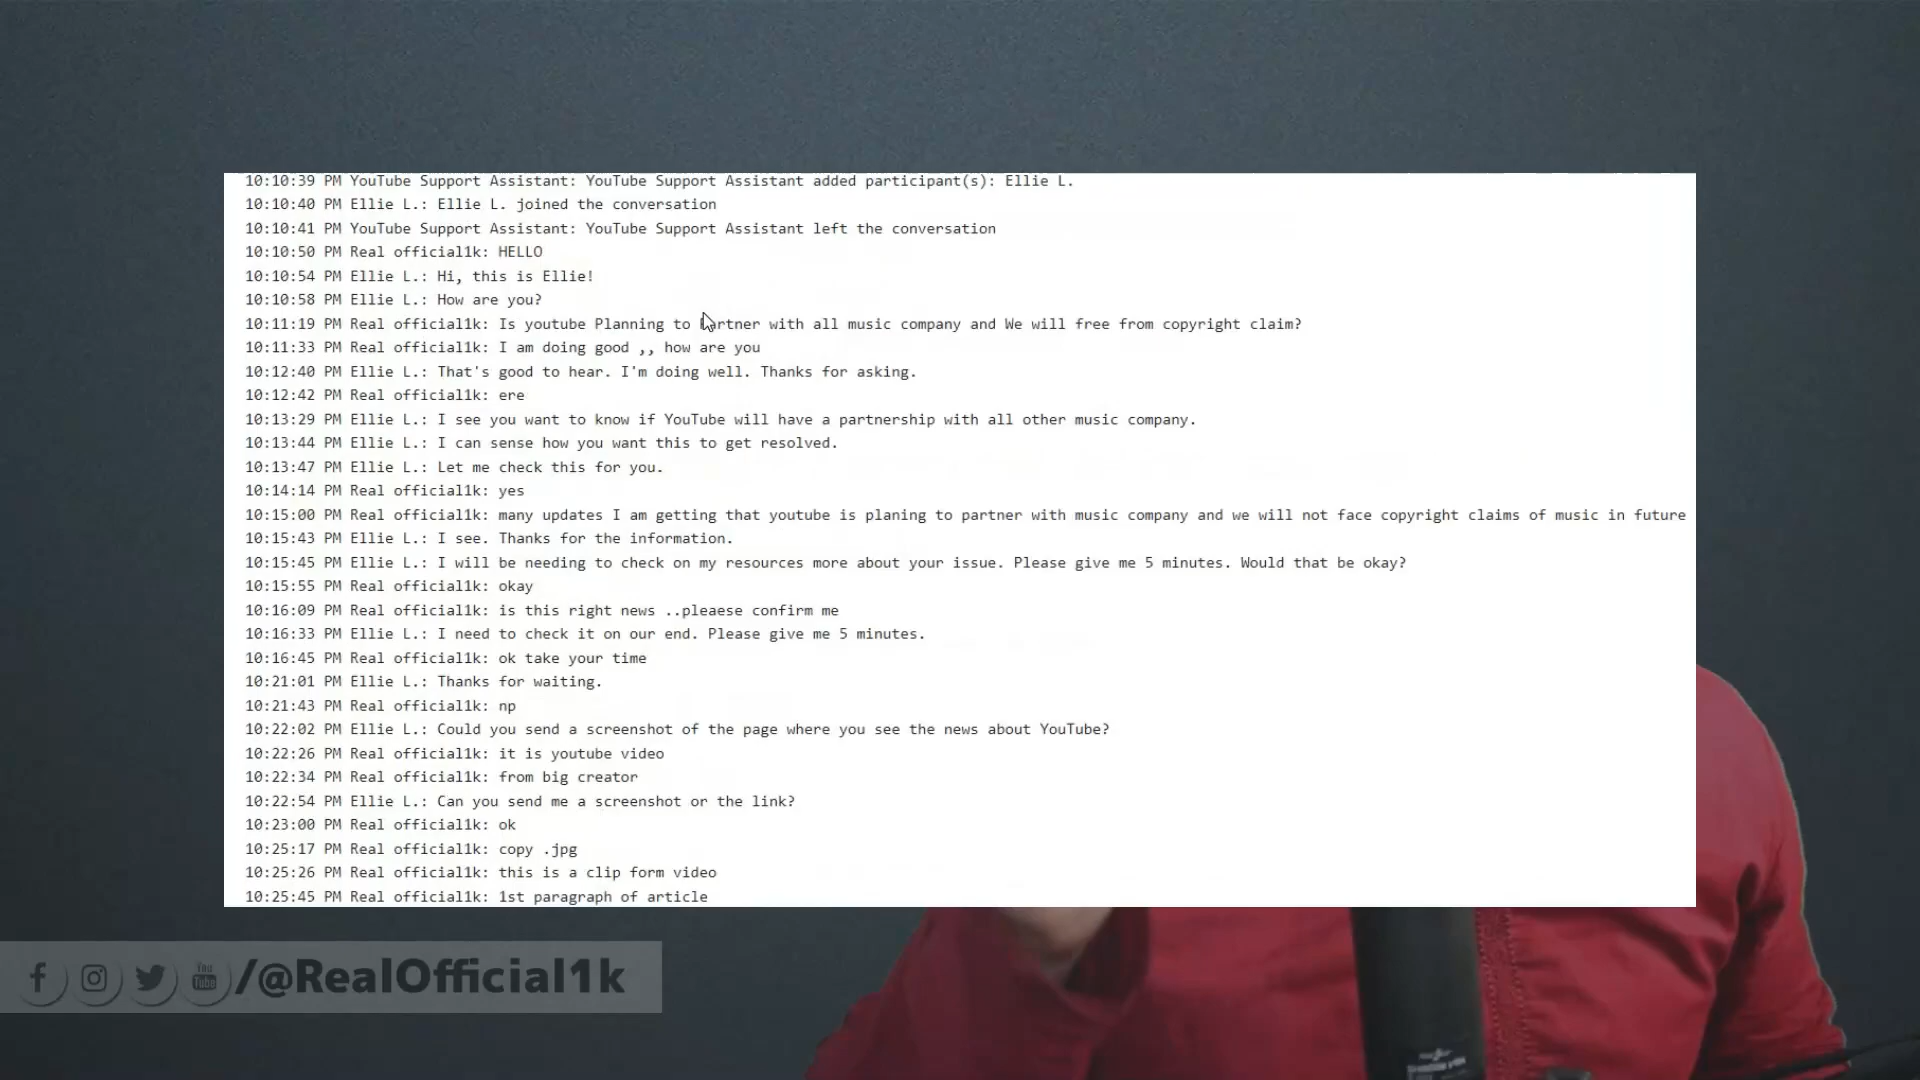 10:10:39 PM YouTube Support Assistant: YouTube Support Assistant added participant(s): Ellie L.
10:10:40 PM Ellie L.: Ellie L. joined the conversation
10:10:41 PM YouTube Support Assistant: YouTube Support Assistant left the conversation
10:10:50 PM Real official1k: HELLO
10:10:54 PM Ellie L.: Hi, this is Ellie!
10:10:58 PM Ellie L.: How are you?
10:11:19 PM Real official1k: Is youtube Planning to Partner with all music company and We will free from copyright claim?
10:11:33 PM Real official1k: I am doing good ,, how are you
10:12:40 PM Ellie L.: That's good to hear. I'm doing well. Thanks for asking.
10:12:42 PM Real official1k: ere
10:13:29 PM Ellie L.: I see you want to know if YouTube will have a partnership with all other music company.
10:13:44 PM Ellie L.: I can sense how you want this to get resolved.
10:13:47 PM Ellie L.: Let me check this for you.
10:14:14 PM Real official1k: yes
10:15:00 PM Real official1k: many updates I am getting that youtube is planing to partner with music company and we will not face copyright claims of music in future
10:15:43 PM Ellie L.: I see. Thanks for the information.
10:15:45 PM Ellie L.: I will be needing to check on my resources more about your issue. Please give me 5 minutes. Would that be okay?
10:15:55 PM Real official1k: okay
10:16:09 PM Real official1k: is this right news ..pleaese confirm me
10:16:33 PM Ellie L.: I need to check it on our end. Please give me 5 minutes.
10:16:45 PM Real official1k: ok take your time
10:21:01 PM Ellie L.: Thanks for waiting.
10:21:43 PM Real official1k: np
10:22:02 PM Ellie L.: Could you send a screenshot of the page where you see the news about YouTube?
10:22:26 PM Real official1k: it is youtube video
10:22:34 PM Real official1k: from big creator
10:22:54 PM Ellie L.: Can you send me a screenshot or the link?
10:23:00 PM Real official1k: ok
10:25:17 PM Real official1k: copy .jpg
10:25:26 PM Real official1k: this is a clip form video
10:25:45 PM Real official1k: 1st paragraph of article
You Tube /@RealOfficial1k